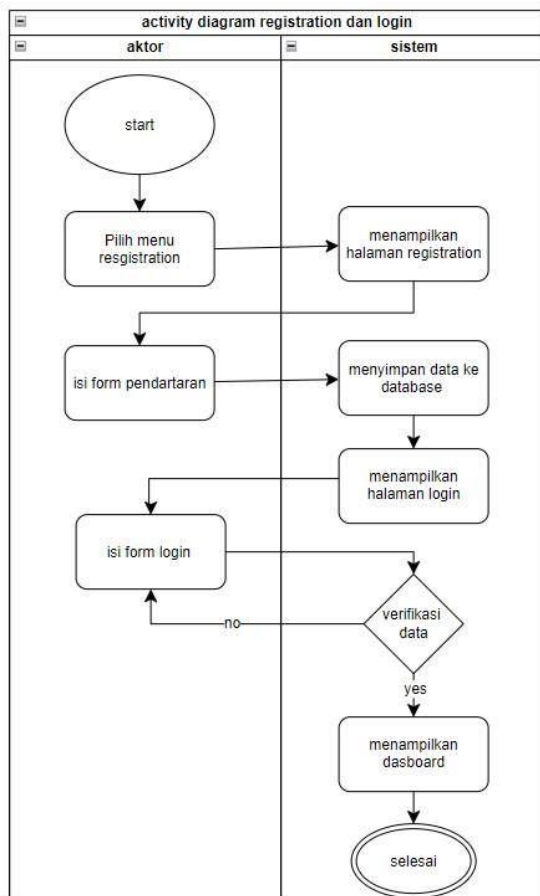 activity diagram registration dan login
aktor
sistem
start
Pilih menu
resgistration
menampilkan
halaman registration
isi form pendartaran
menyimpan data ke
database
menampilkan
halaman login
isi form login
verifikasi
data
no
yes
menampilkan
dasboard
selesai